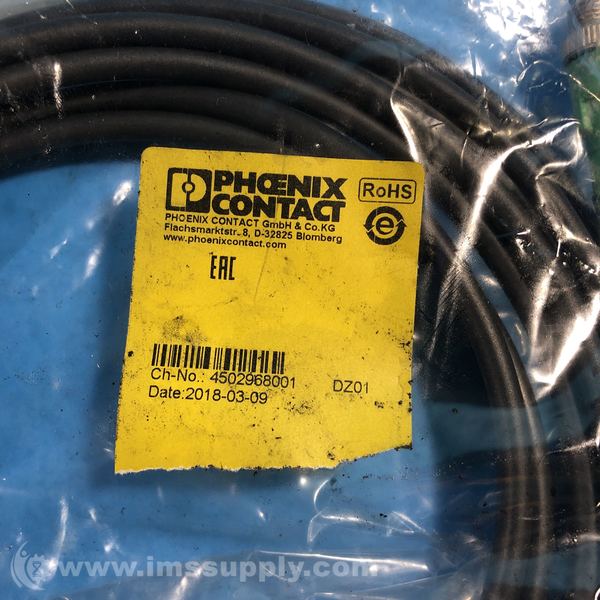 PHŒNIX
CONTACT
RoHS
PHOENIX CONTACT GmbH & Co.KG
Flachsmarktstr. 8, D-32825 Blomberg
www.phoenixcontact.com
e
EAC
Ch-No.: 4502968001
DZ01
Date:2018-03-09
www.imssupply.com